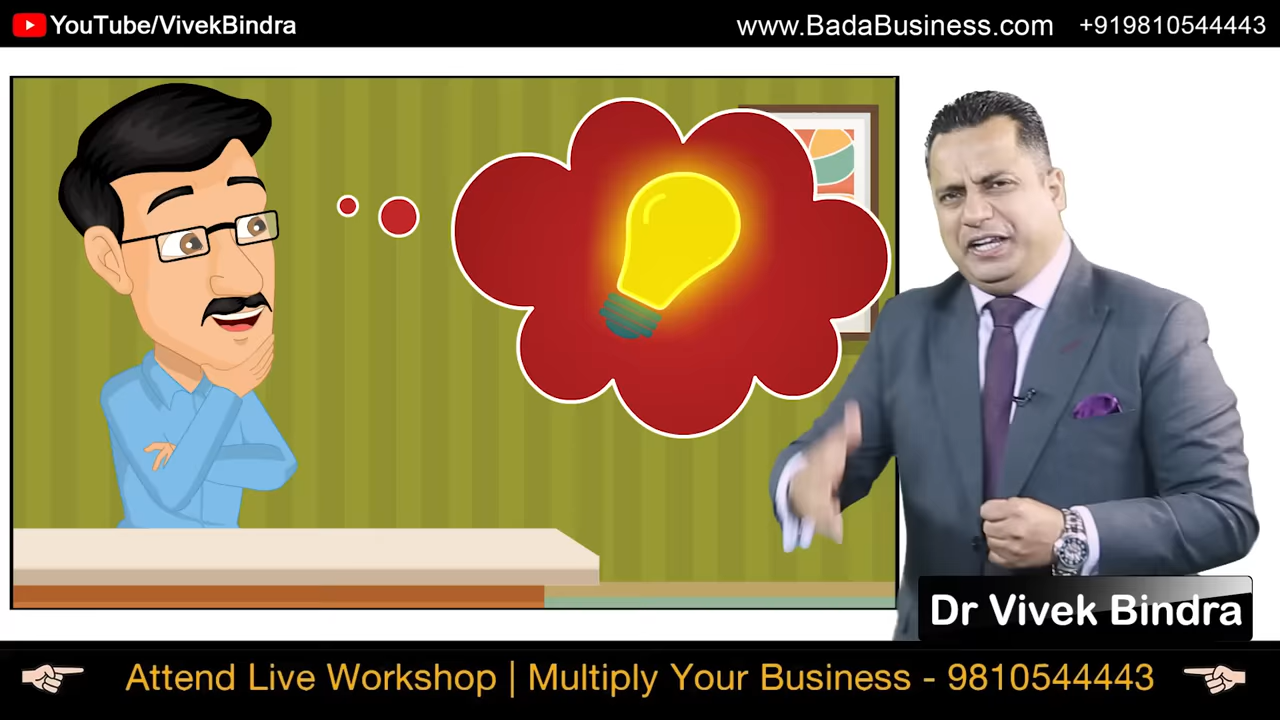 YouTube/VivekBindra
www.BadaBusiness.com +919810544443
Dr Vivek Bindra
Attend Live Workshop | Multiply Your Business - 9810544443